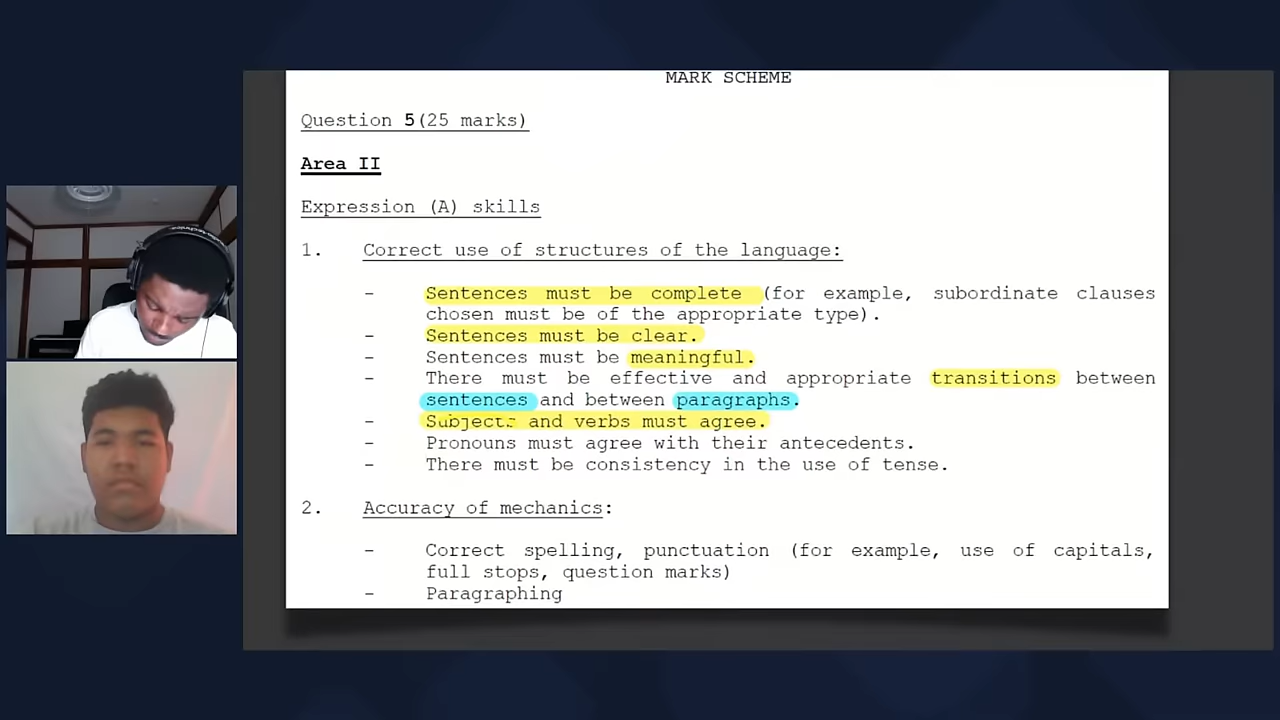 MARK SCHEME
Question 5(25 marks)
Area II
Expression (A) skills
1. Correct use of structures of the language:
- Sentences must be complete (for example, subordinate clauses
chosen must be of the appropriate type).
- Sentences must be clear.
- Sentences must be meaningful.
- There must be effective and appropriate transitions between
sentences and between paragraphs.
- Subjects and verbs must agree.
- Pronouns must agree with their antecedents.
- There must be consistency in the use of tense.
2. Accuracy of mechanics:
- Correct spelling, punctuation (for example, use of capitals,
full stops, question marks)
- Paragraphing